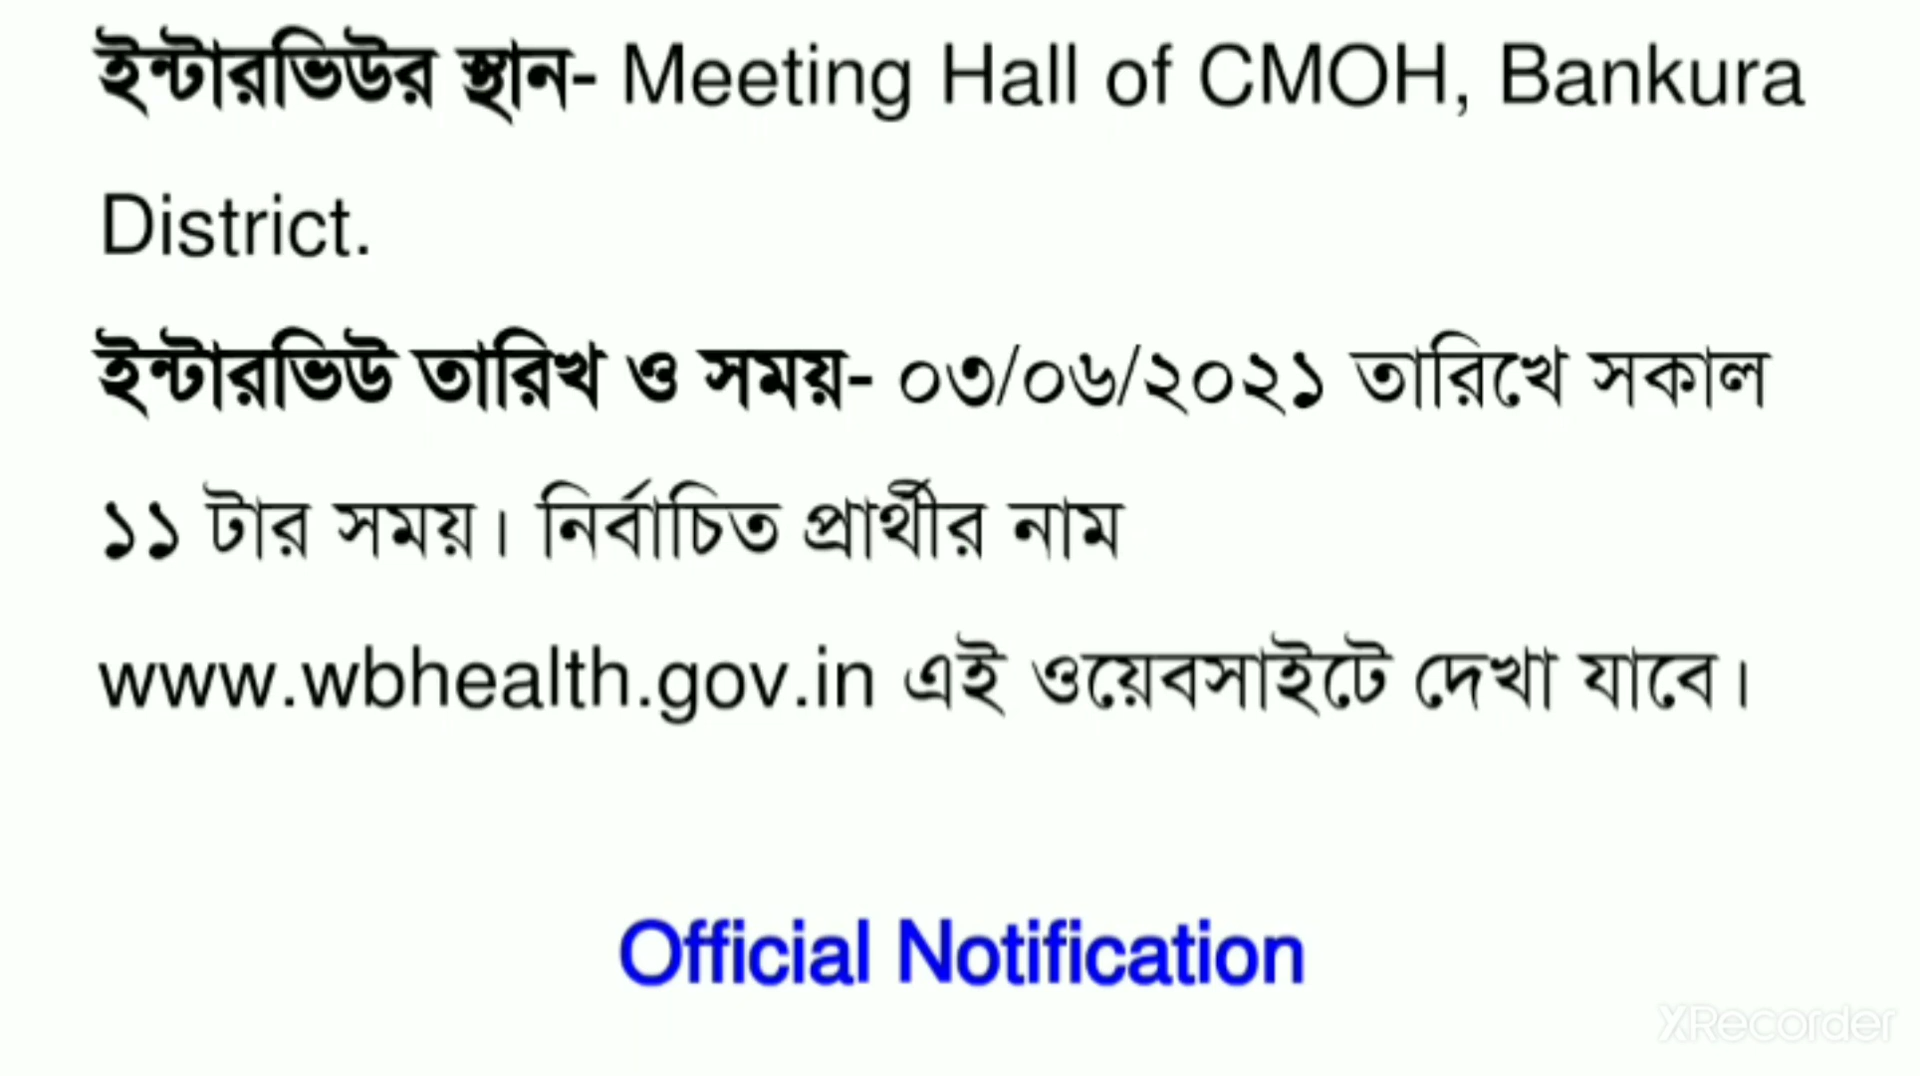 ইন্টারভিউর স্থান- Meeting Hall of CMOH, Bankura
District.
ইন্টারভিউ তারিখ ও সময়- ০৩/০৬/২০২১ তারিখে সকাল
১১ টার সময়। নির্বাচিত প্রার্থীর নাম
www.wbhealth.gov.in এই ওয়েবসাইটে দেখা যাবে।
Official Notification
XRecorder